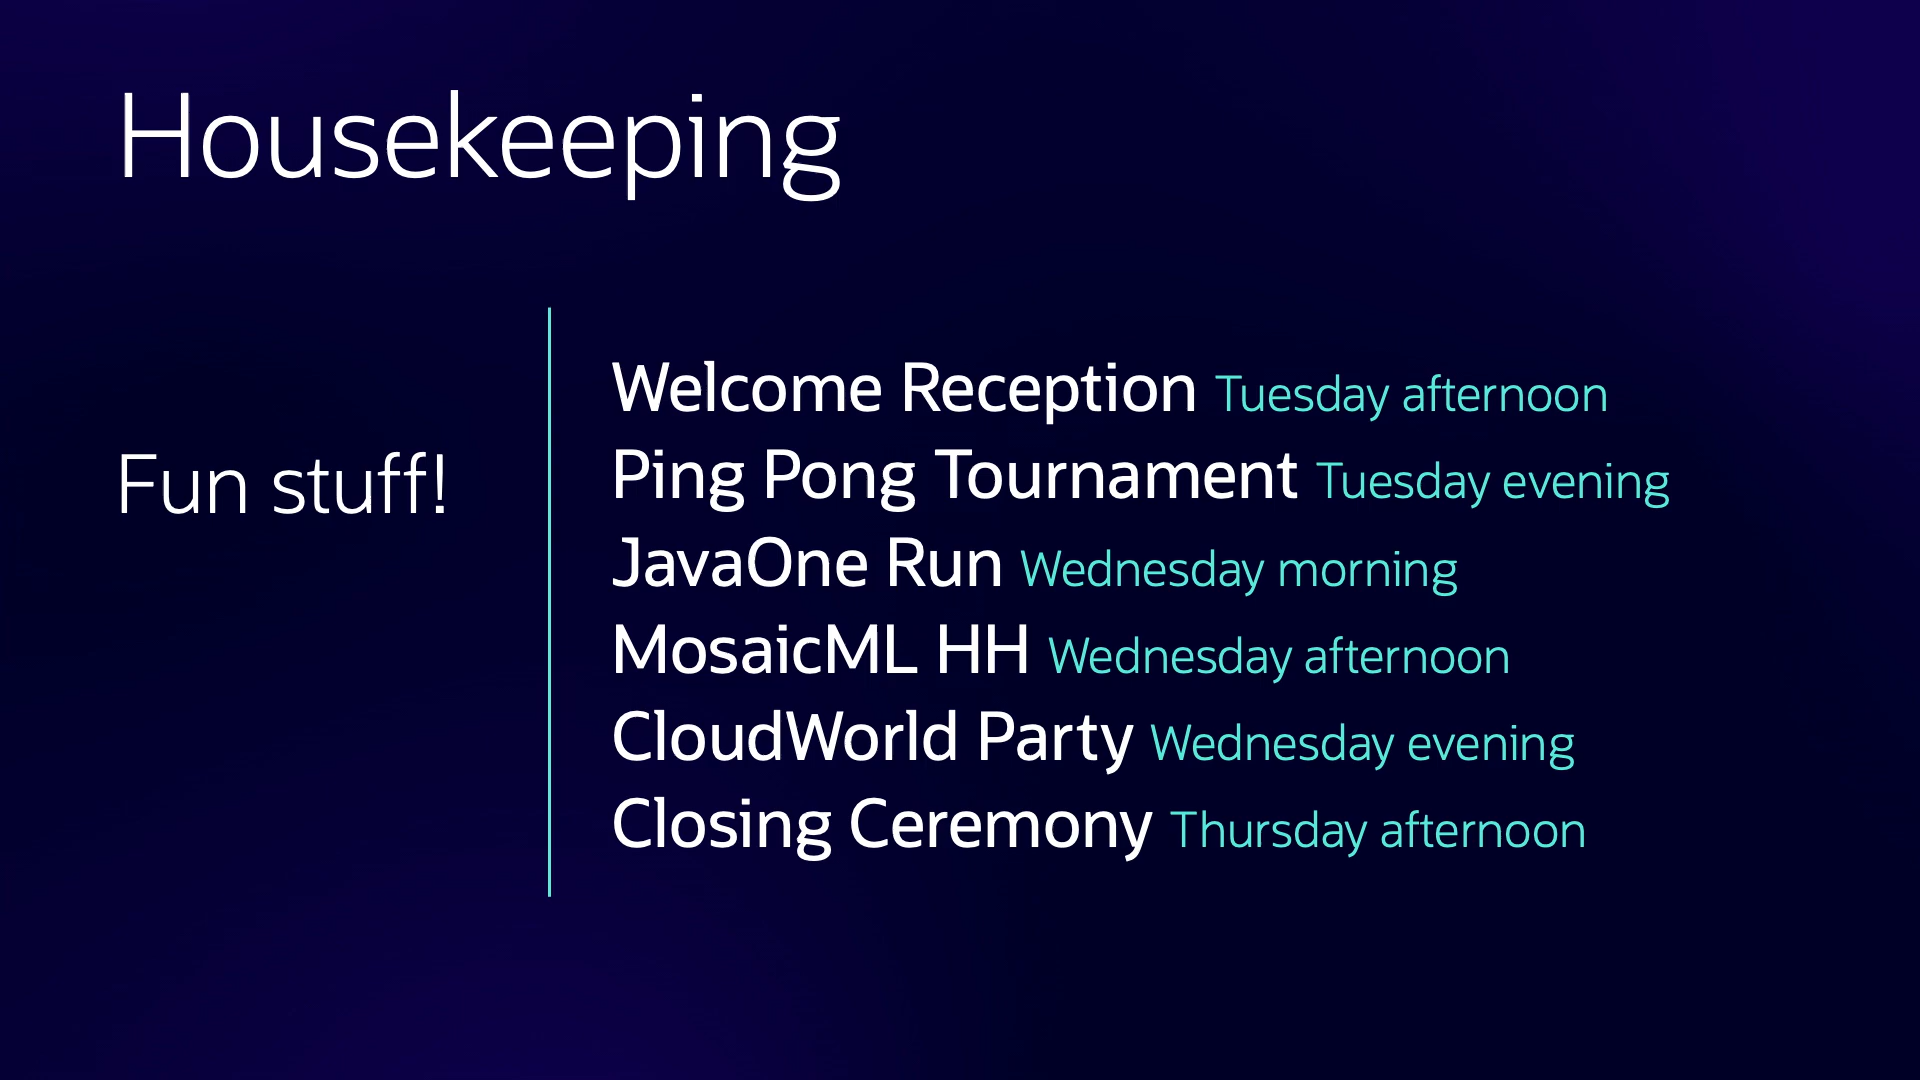 Housekeeping
Fun stuff!
Welcome Reception Tuesday afternoon
Ping Pong Tournament Tuesday evening
JavaOne Run Wednesday morning
MosaicML HH Wednesday afternoon
CloudWorld Party Wednesday evening
Closing Ceremony Thursday afternoon